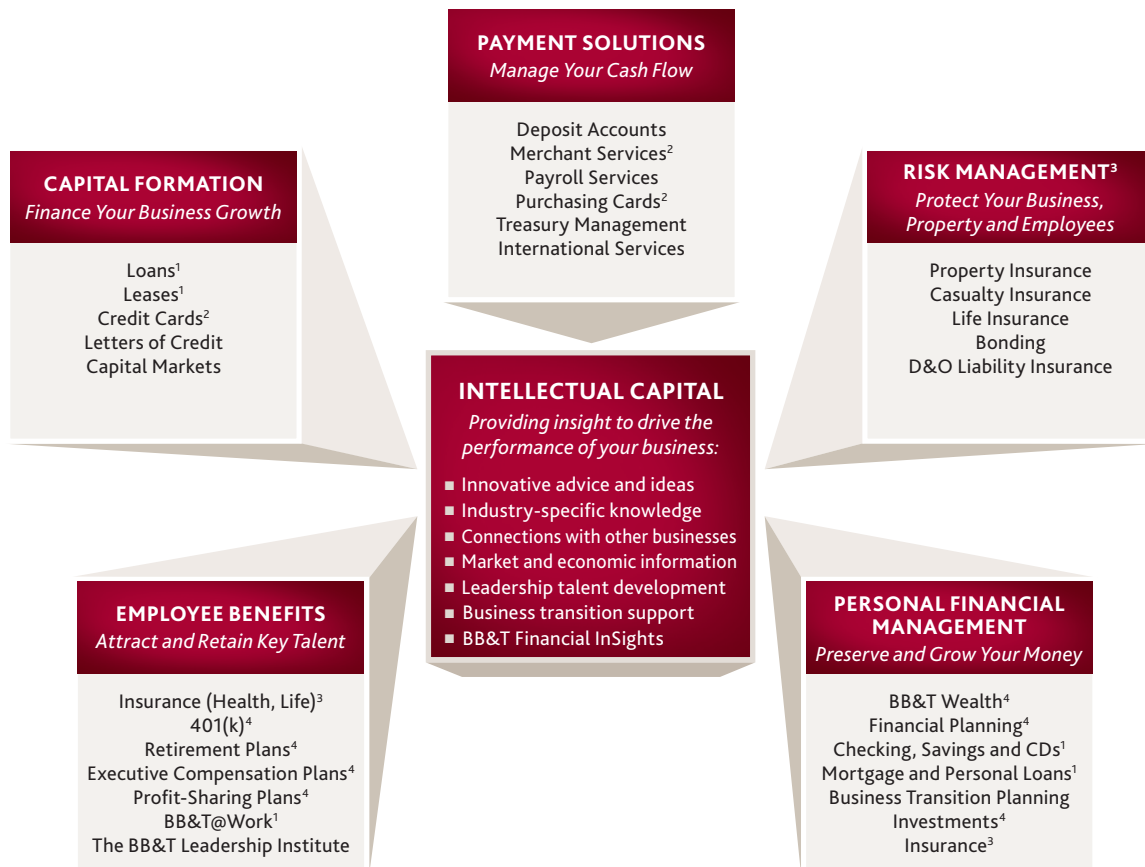 PAYMENT SOLUTIONS
Manage Your Cash Flow
Deposit Accounts
Merchant Services²
Payroll Services
Purchasing Cards²
Treasury Management
International Services
CAPITAL FORMATION
Finance Your Business Growth
Loans¹
Leases¹
Credit Cards²
Letters of Credit
Capital Markets
RISK MANAGEMENT³
Protect Your Business,
Property and Employees
Property Insurance
Casualty Insurance
Life Insurance
Bonding
D&O Liability Insurance
INTELLECTUAL CAPITAL
Providing insight to drive the
performance of your business:
■ Innovative advice and ideas
■ Industry-specific knowledge
■ Connections with other businesses
■ Market and economic information
■ Leadership talent development
■ Business transition support
■ BB&T Financial InSights
EMPLOYEE BENEFITS
Attract and Retain Key Talent
Insurance (Health, Life)³
401(k)⁴
Retirement Plans⁴
Executive Compensation Plans⁴
Profit-Sharing Plans⁴
BB&T@Work¹
The BB&T Leadership Institute
PERSONAL FINANCIAL
MANAGEMENT
Preserve and Grow Your Money
BB&T Wealth⁴
Financial Planning⁴
Checking, Savings and CDs¹
Mortgage and Personal Loans¹
Business Transition Planning
Investments⁴
Insurance³